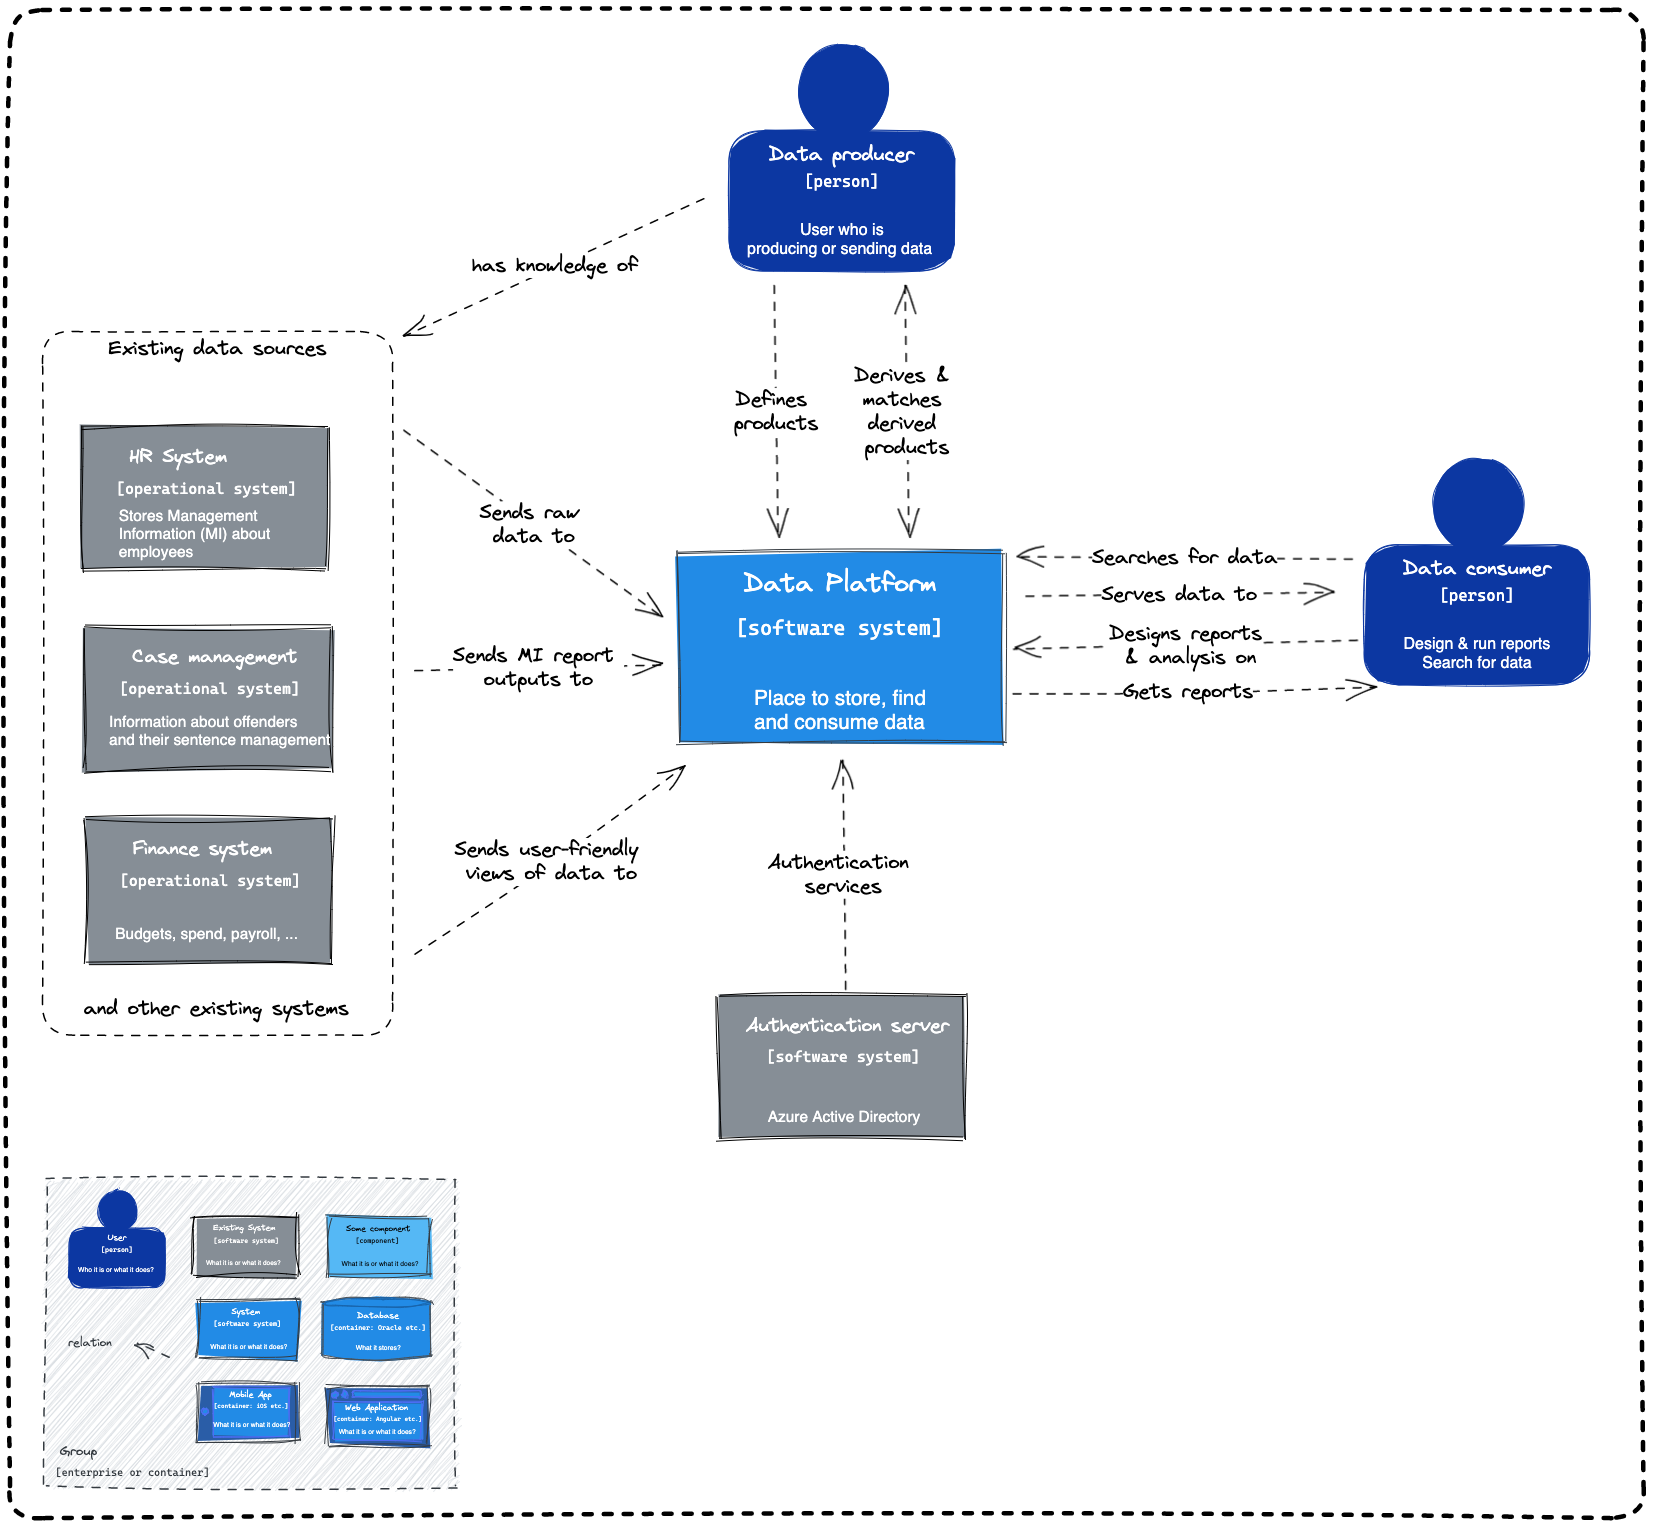 Data producer
[person]
User who is
producing or sending data
has knowledge of
Existing data sources
HR System
[operational system]
Stores Management
Information (MI) about
employees
Case management
[operational system]
Information about offenders
and their sentence management
Finance system
[operational system]
Budgets, spend, payroll, ...
and other existing systems
Defines
products
Derives &
matches
derived
products
Sends raw
data to
Sends MI report
outputs to
Sends user-friendly
views of data to
Data Platform
[software system]
Place to store, find
and consume data
Searches for data
Serves data to
Designs reports
& analysis on
Gets reports
Data consumer
[person]
Design & run reports
Search for data
Authentication
services
Authentication server
[software system]
Azure Active Directory
User
[person]
Who it is or what it does?
Existing System
[software system]
What it is or what it does?
Some component
[component]
What it is or what it does?
System
[software system]
What it is or what it does?
Database
[container: Oracle etc.]
What it stores?
relation
Mobile App
[container: iOS etc.]
What it is or what it does?
Web Application
[container: Angular etc.]
What it is or what it does?
Group
[enterprise or container]